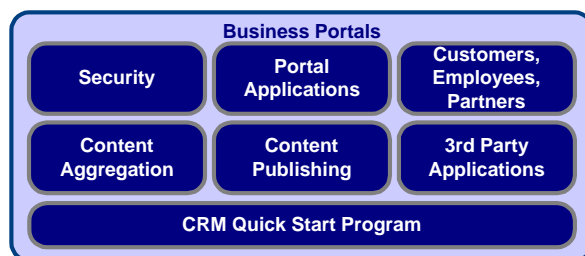 Business Portals
Security
Portal
Applications
Customers,
Employees,
Partners
Content
Aggregation
Content
Publishing
3rd Party
Applications
CRM Quick Start Program